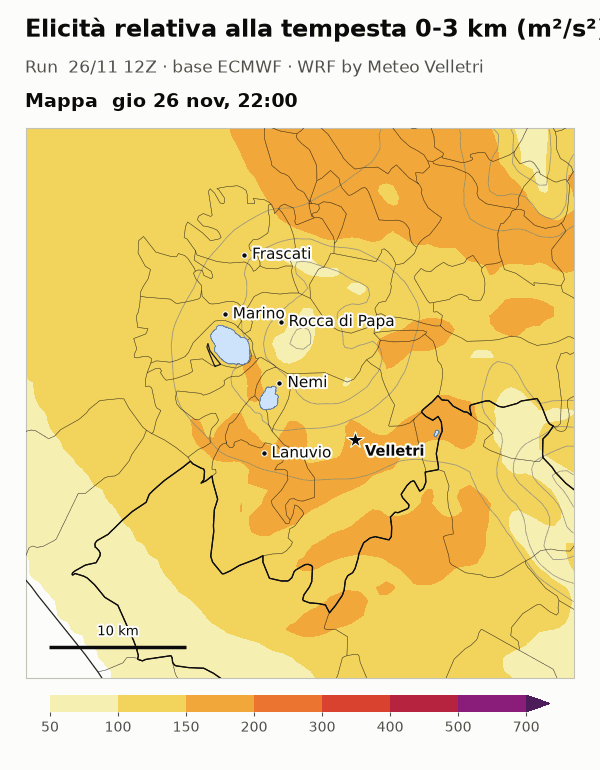 Elicità relativa alla tempesta 0-3 km (m²/s²)
Run 26/11 12Z · base ECMWF · WRF by Meteo Velletri
Mappa gio 26 nov, 22:00
Frascati
Marino
Rocca di Papa
Nemi
Velletri
Lanuvio
10 km
50 100 150 200 300 400 500 700